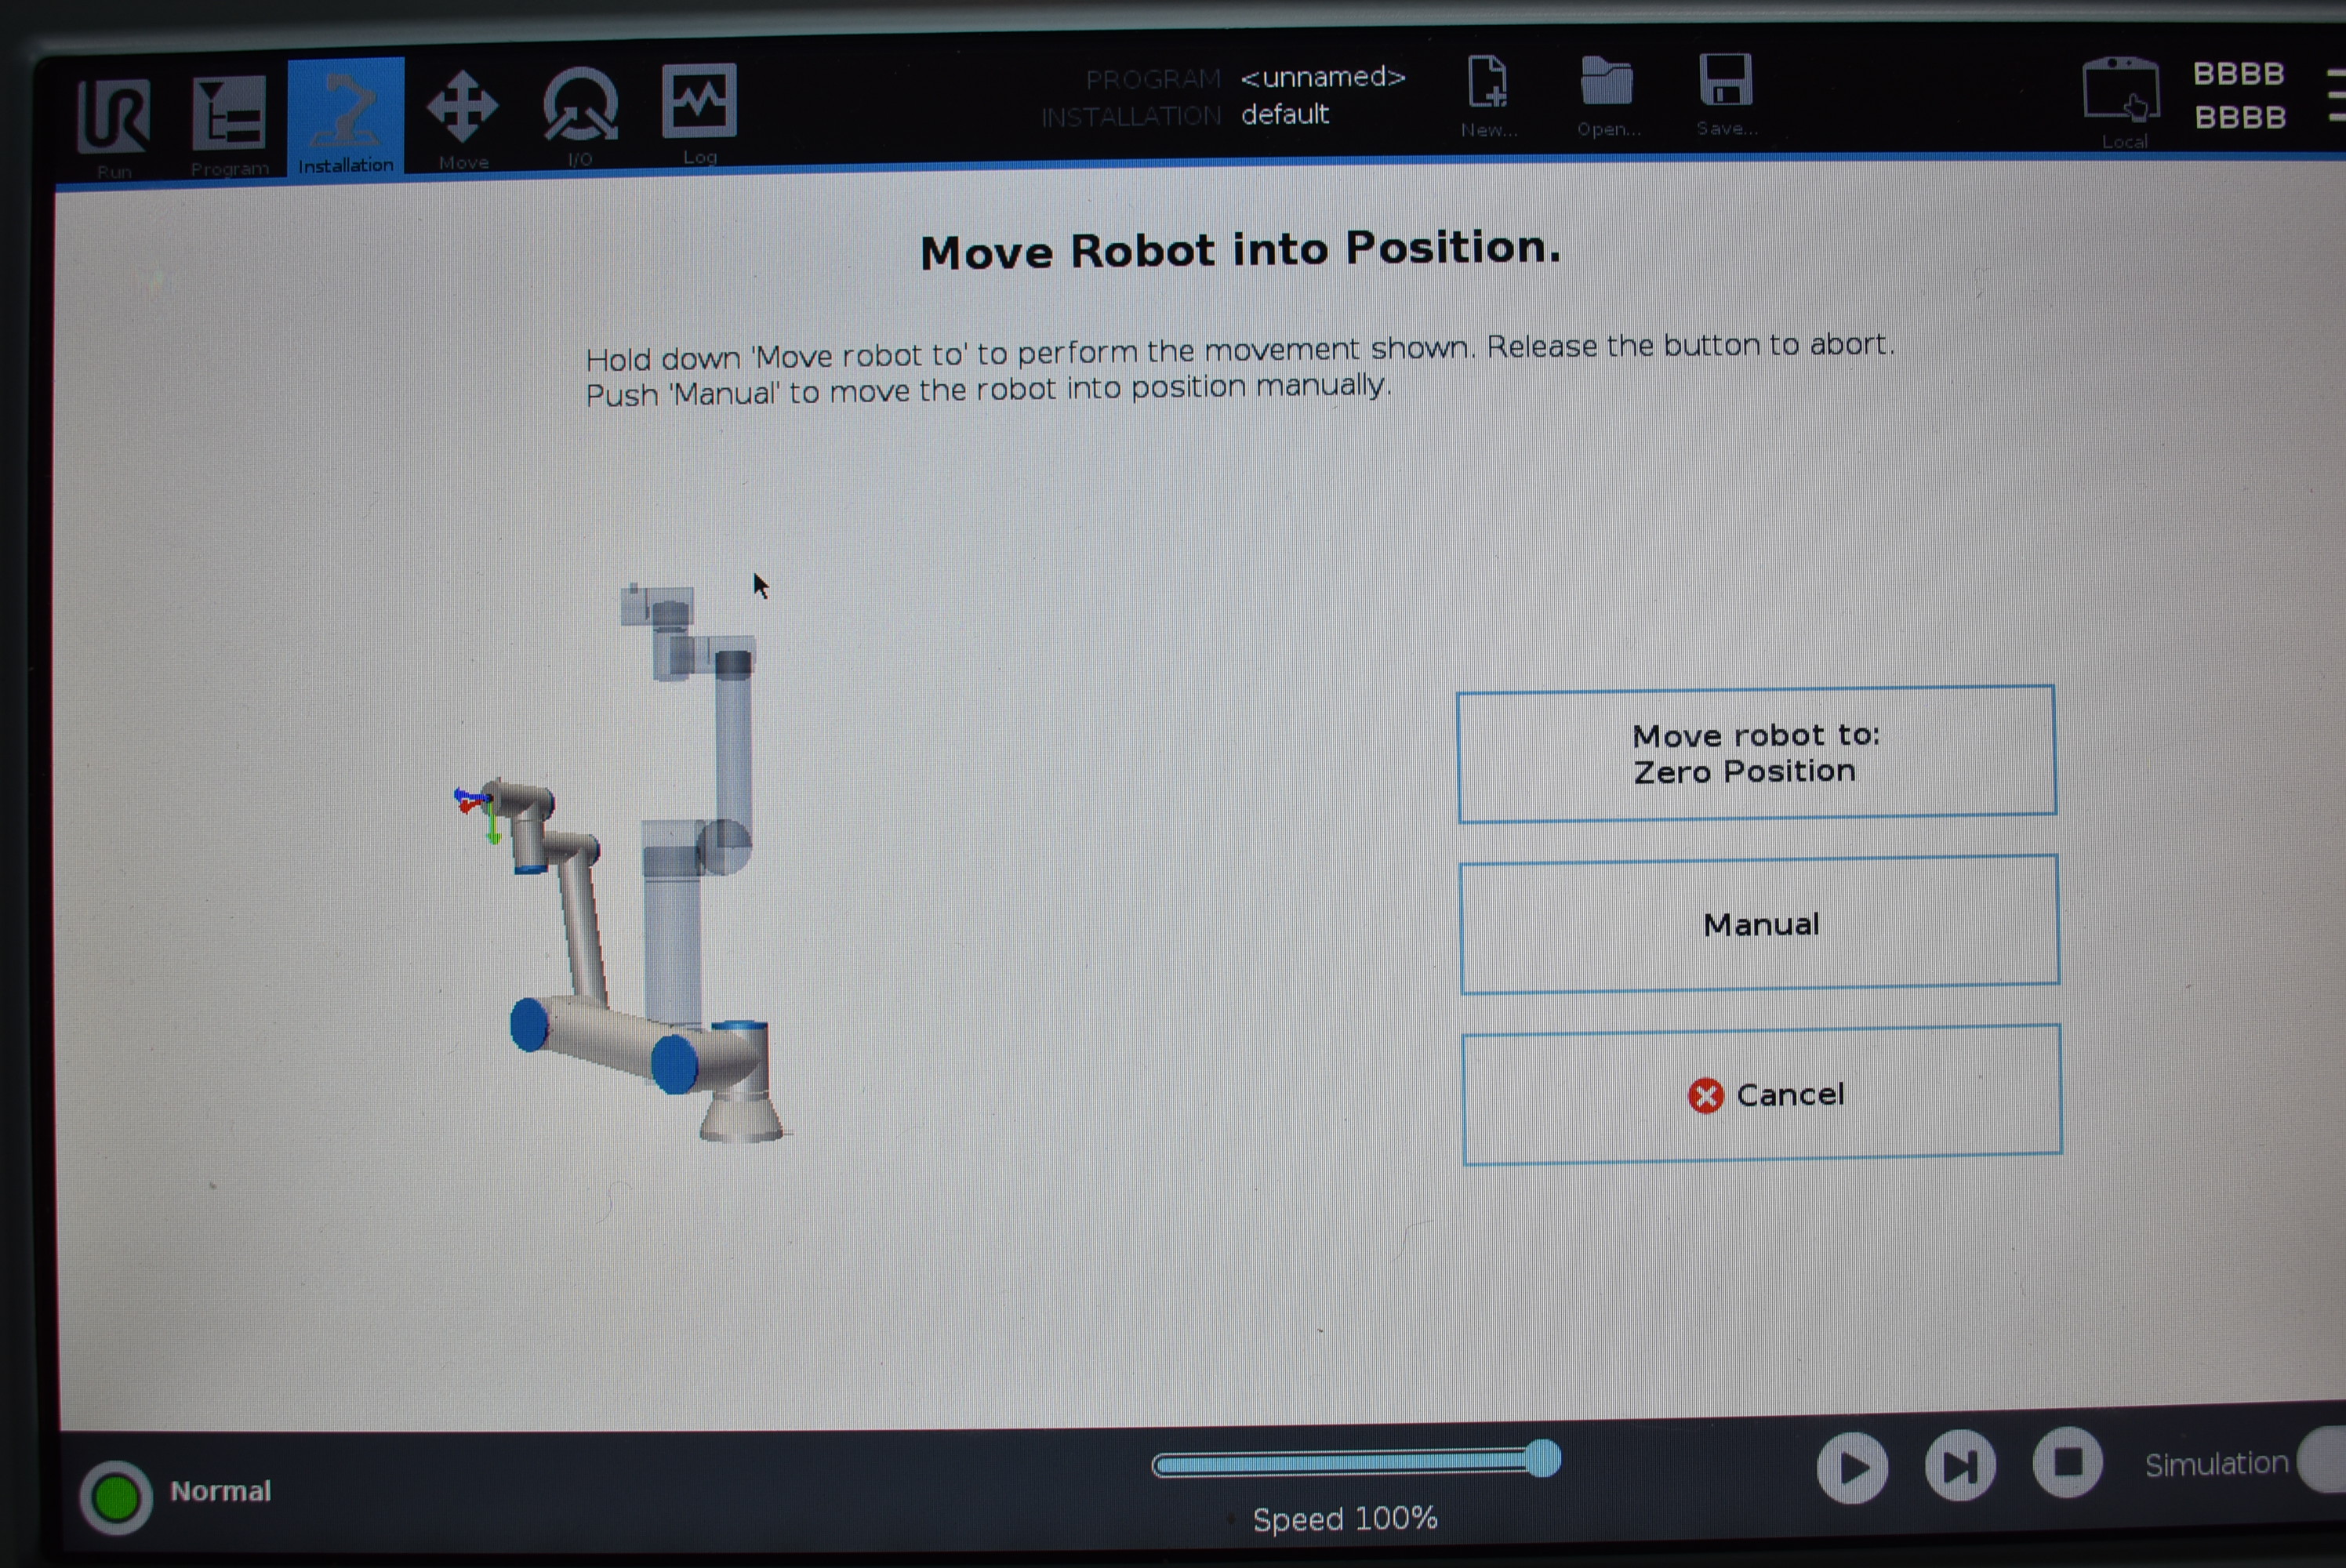 PROGRAM <unnamed>
INSTALLATION default
BBBB
BBBB
Run
Program
Installation
Move
I/O
Log
New...
Open...
Save...
Local
Move Robot into Position.
Hold down 'Move robot to' to perform the movement shown. Release the button to abort.
Push 'Manual' to move the robot into position manually.
Move robot to:
Zero Position
Manual
Cancel
Normal
Speed 100%
Simulation